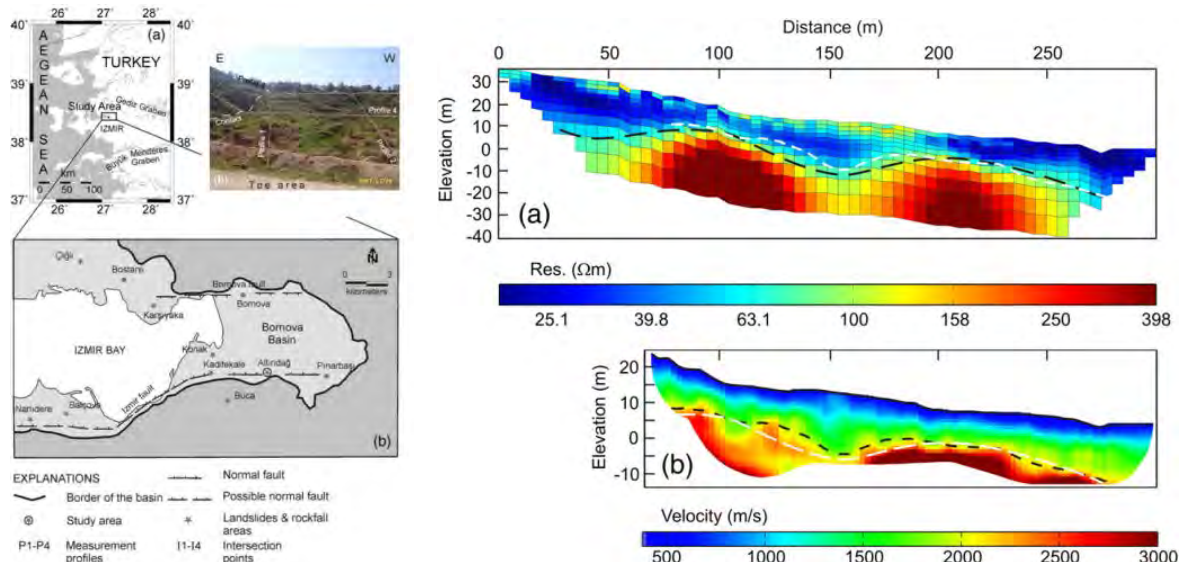 40˚
26˚
27˚
28˚
40˚
(a)
AEGEAN SEA
TURKEY
39˚
39˚
Study Area
Gediz Graben
IZMIR
38˚
38˚
Büyük Menderes
Graben
km
0 50 100
37˚
37˚
26˚
27˚
28˚
E
W
Profile 4
Toe area
Çiğli
Bostanlı
Karşıyaka
Bornova fault
Bornova
N
0 3
kilometers
IZMIR BAY
Bornova
Basin
Konak
Kadifekale
Altındağ
Pınarbaşı
Izmir fault
Buca
Narlıdere
Balçova
(b)
EXPLANATIONS
Border of the basin
Study area
P1-P4 Measurement
profiles
Normal fault
Possible normal fault
Landslides & rockfall
areas
I1-I4 Intersection
points
Distance (m)
0 50 100 150 200 250
Elevation (m)
30
20
10
0
-10
-20
-30
-40
(a)
Res. (Ωm)
25.1 39.8 63.1 100 158 250 398
Elevation (m)
20
10
0
-10
(b)
Velocity (m/s)
500 1000 1500 2000 2500 3000